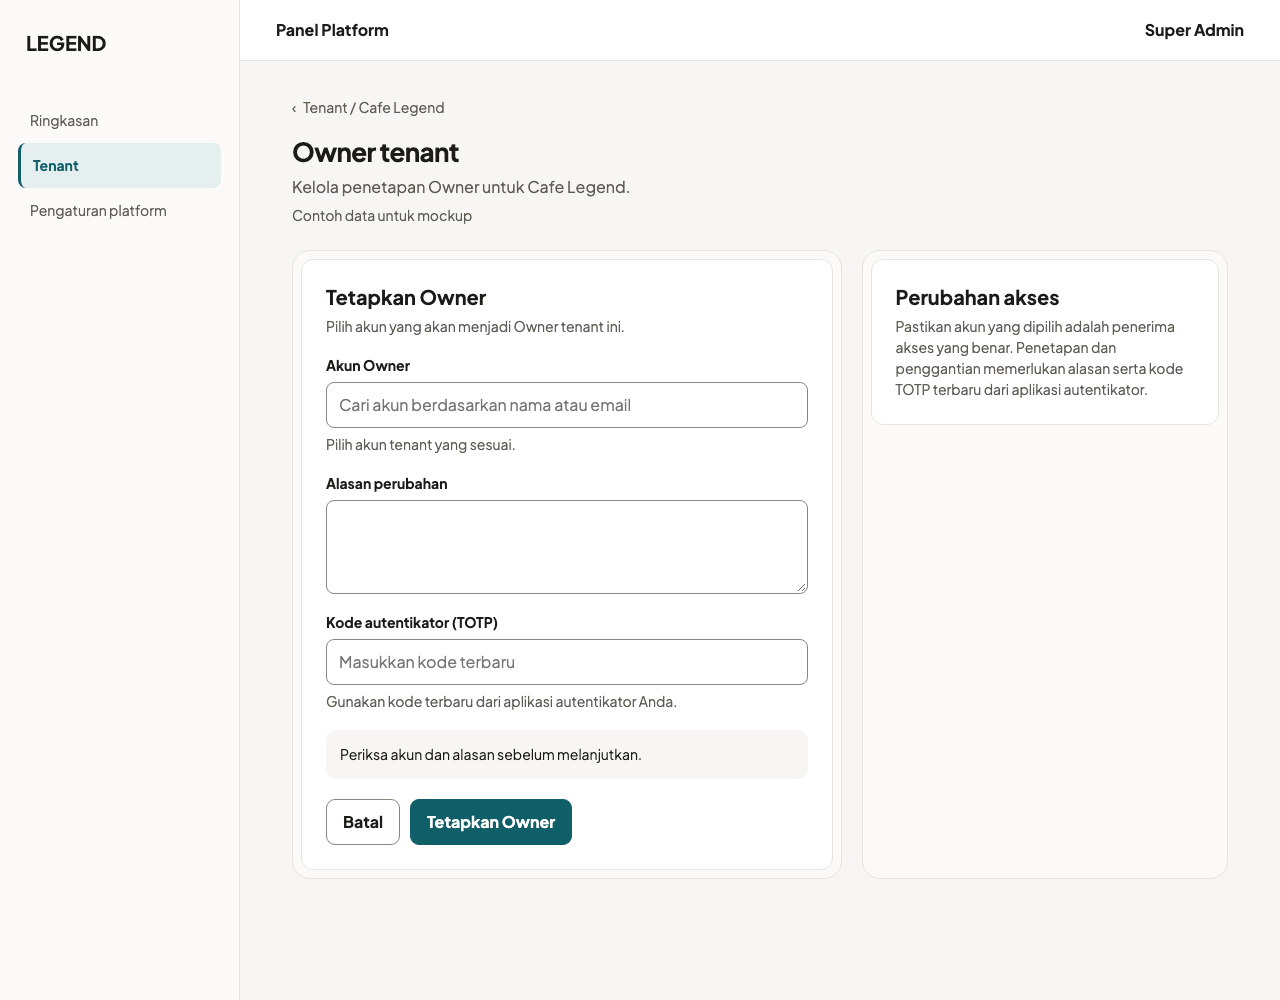 LEGEND
Ringkasan
Tenant
Pengaturan platform
Panel Platform
Super Admin
‹ Tenant / Cafe Legend
Owner tenant
Kelola penetapan Owner untuk Cafe Legend.
Contoh data untuk mockup
Tetapkan Owner
Pilih akun yang akan menjadi Owner tenant ini.
Akun Owner
Cari akun berdasarkan nama atau email
Pilih akun tenant yang sesuai.
Alasan perubahan
Kode autentikator (TOTP)
Masukkan kode terbaru
Gunakan kode terbaru dari aplikasi autentikator Anda.
Periksa akun dan alasan sebelum melanjutkan.
Batal
Tetapkan Owner
Perubahan akses
Pastikan akun yang dipilih adalah penerima
akses yang benar. Penetapan dan
penggantian memerlukan alasan serta kode
TOTP terbaru dari aplikasi autentikator.